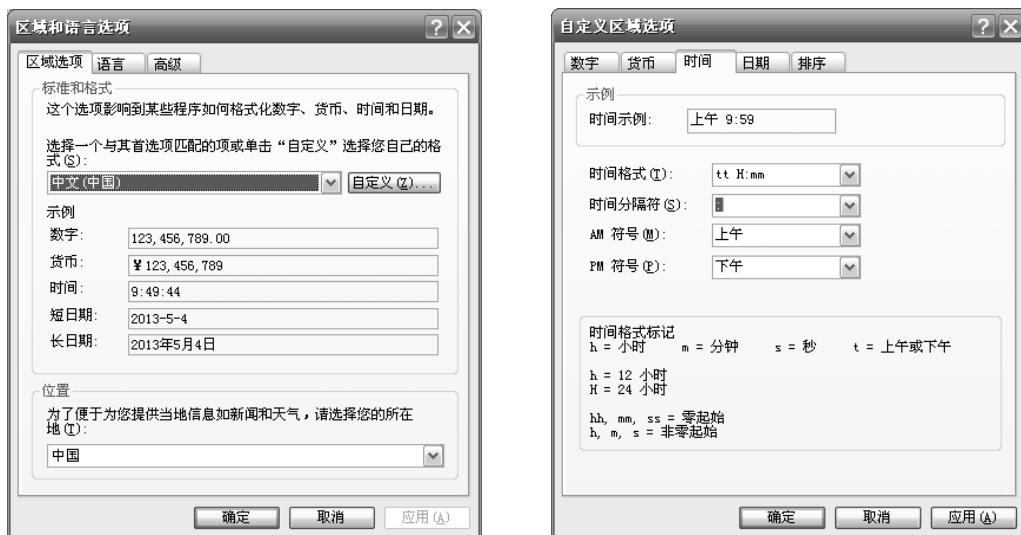 区域和语言选项
区域选项 语言 高级
标准和格式
这个选项影响到某些程序如何格式化数字、货币、时间和日期。
选择一个与其首选项匹配的项或单击“自定义”选择您自己的格
式(S):
中文(中国) 自定义(Z)...
示例
数字: 123,456,789.00
货币: ￥123,456,789
时间: 9:49:44
短日期: 2013-5-4
长日期: 2013年5月4日
位置
为了便于为您提供当地信息如新闻和天气，请选择您的所在
地(T):
中国
确定 取消 应用(A)
自定义区域选项
数字 货币 时间 日期 排序
示例
时间示例: 上午 9:59
时间格式(T): tt H:mm
时间分隔符(S): :
AM 符号(M): 上午
PM 符号(P): 下午
时间格式标记
h = 小时 m = 分钟 s = 秒 t = 上午或下午
h = 12 小时
H = 24 小时
hh, mm, ss = 零起始
h, m, s = 非零起始
确定 取消 应用(A)